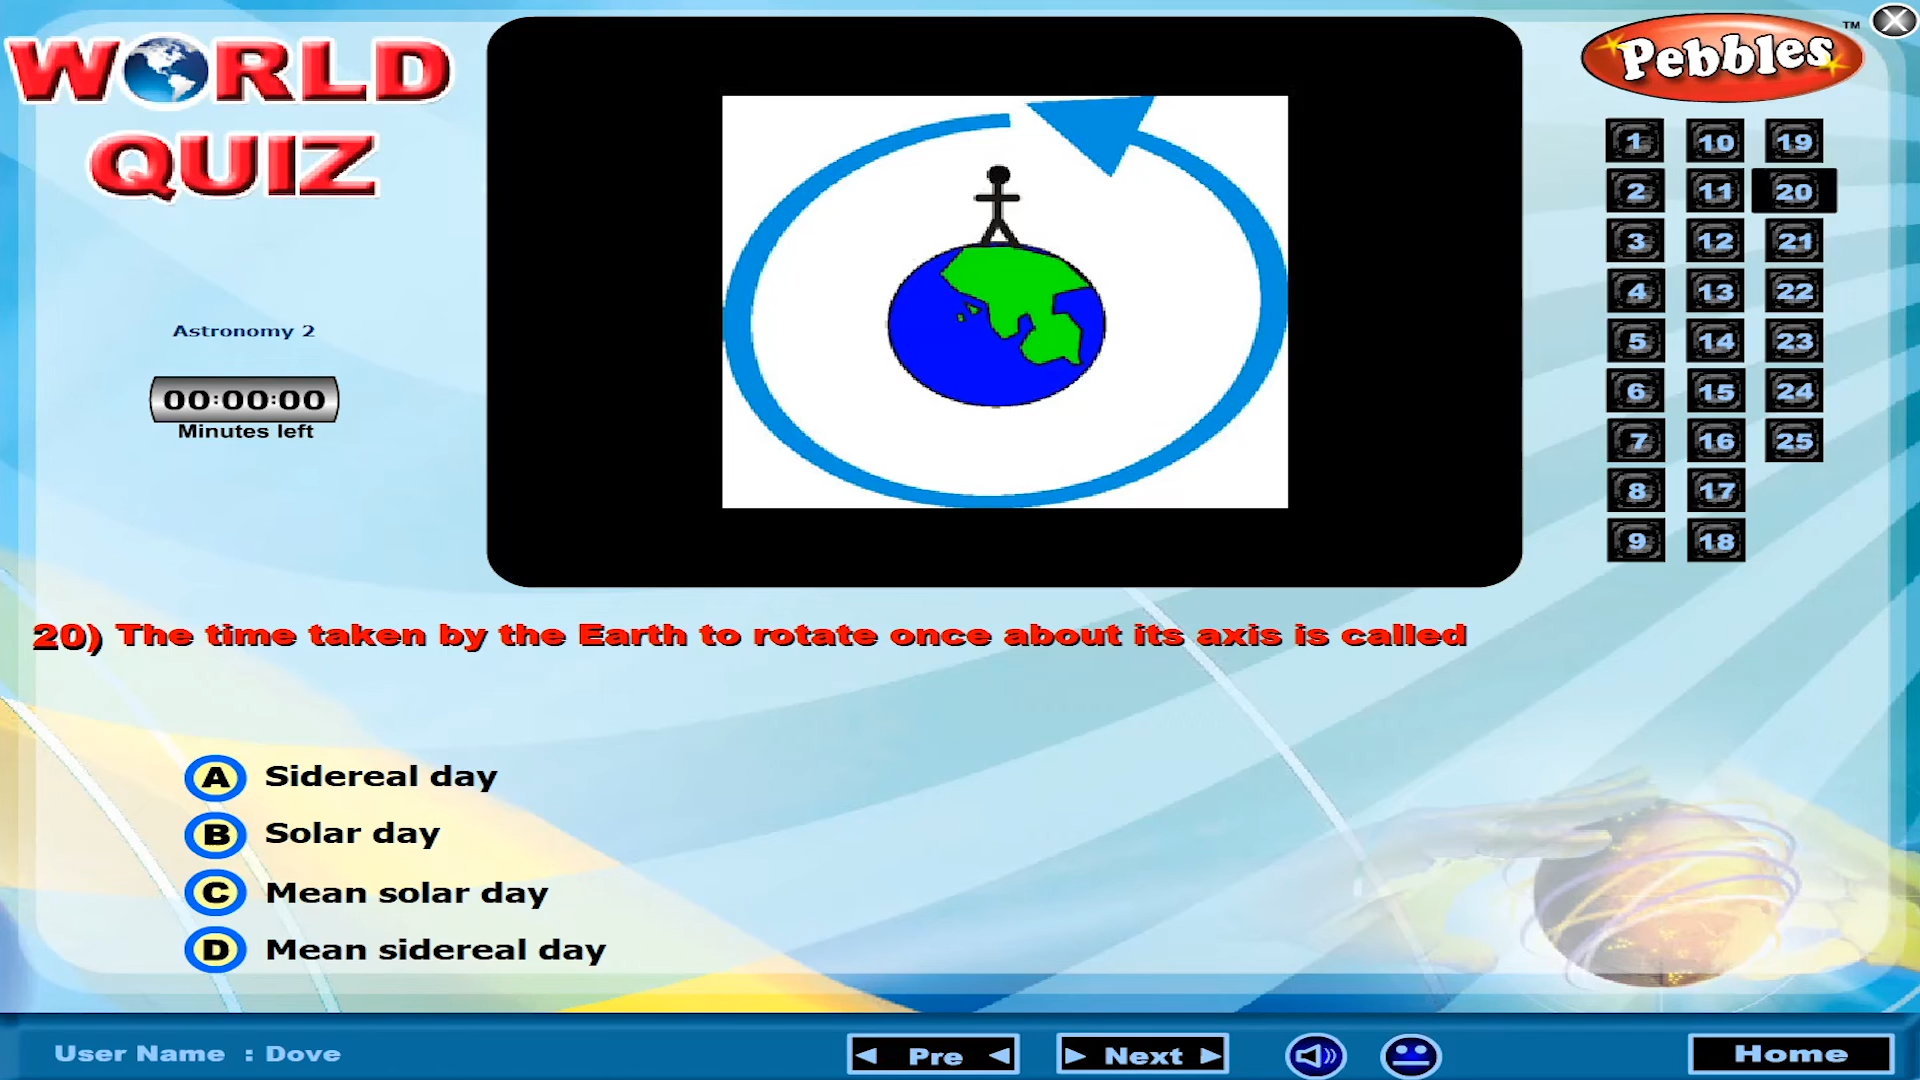 WORLD
QUIZ
Pebbles™
Astronomy 2
00:00:00
Minutes left
1 10 19
2 11 20
3 12 21
4 13 22
5 14 23
6 15 24
7 16 25
8 17
9 18
20) The time taken by the Earth to rotate once about its axis is called
A Sidereal day
B Solar day
C Mean solar day
D Mean sidereal day
User Name : Dove
Pre
Next
Home